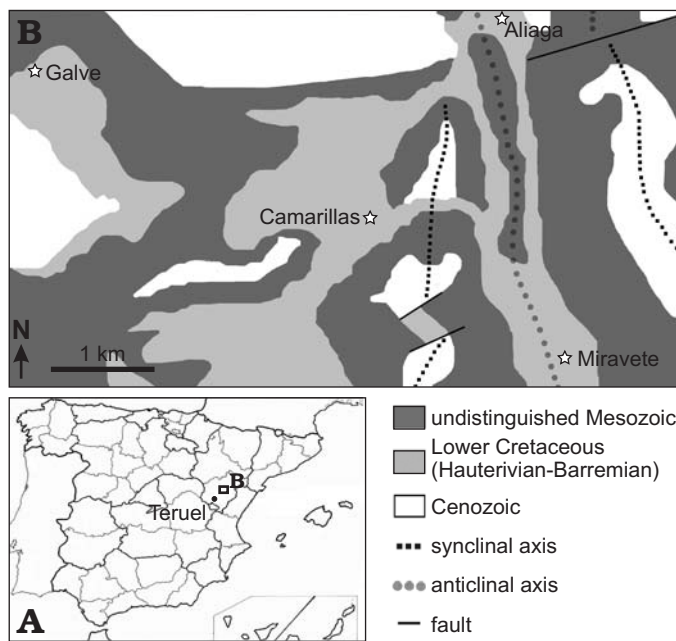 B
Aliaga
Galve
Camarillas
N
1 km
Miravete
B
Teruel
A
undistinguished Mesozoic
Lower Cretaceous
(Hauterivian-Barremian)
Cenozoic
synclinal axis
anticlinal axis
fault